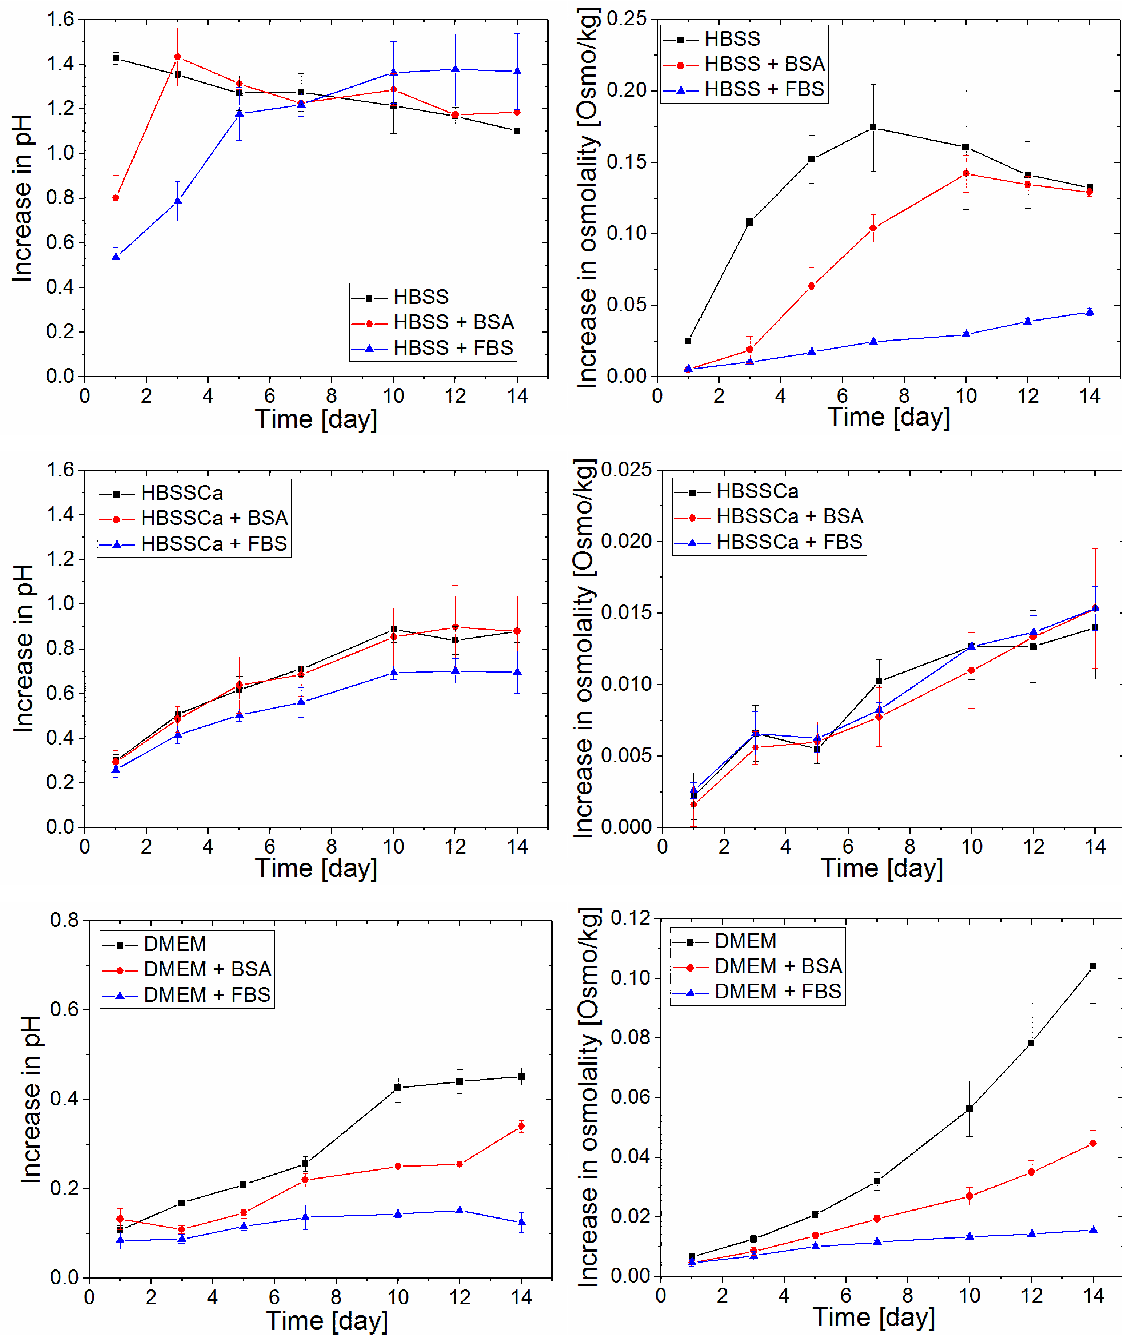 Increase in pH
1.6
1.4
1.2
1.0
0.8
0.6
0.4
0.2
0.0
HBSS
HBSS + BSA
HBSS + FBS
0 2 4 6 8 10 12 14
Time [day]
Increase in osmolality [Osmo/kg]
0.25
0.20
0.15
0.10
0.05
0.00
HBSS
HBSS + BSA
HBSS + FBS
0 2 4 6 8 10 12 14
Time [day]
Increase in pH
1.6
1.4
1.2
1.0
0.8
0.6
0.4
0.2
0.0
HBSSCa
HBSSCa + BSA
HBSSCa + FBS
0 2 4 6 8 10 12 14
Time [day]
Increase in osmolality [Osmo/kg]
0.025
0.020
0.015
0.010
0.005
0.000
HBSSCa
HBSSCa + BSA
HBSSCa + FBS
0 2 4 6 8 10 12 14
Time [day]
Increase in pH
0.8
0.6
0.4
0.2
0.0
DMEM
DMEM + BSA
DMEM + FBS
0 2 4 6 8 10 12 14
Time [day]
Increase in osmolality [Osmo/kg]
0.12
0.10
0.08
0.06
0.04
0.02
0.00
DMEM
DMEM + BSA
DMEM + FBS
0 2 4 6 8 10 12 14
Time [day]